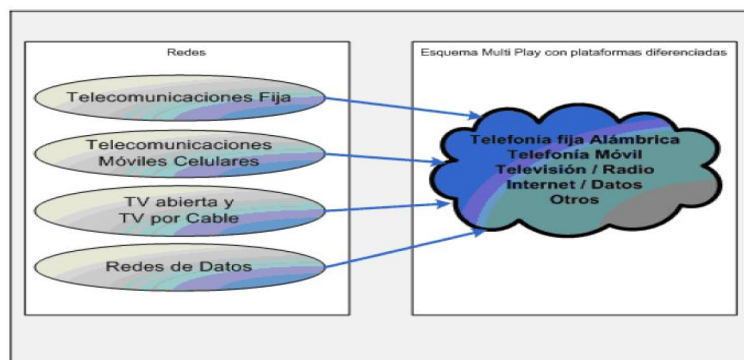 Redes
Telecomunicaciones Fija
Telecomunicaciones
Móviles Celulares
TV abierta y
TV por Cable
Redes de Datos
Esquema Multi Play con plataformas diferenciadas
Telefonía fija Alámbrica
Telefonía Móvil
Televisión / Radio
Internet / Datos
Otros